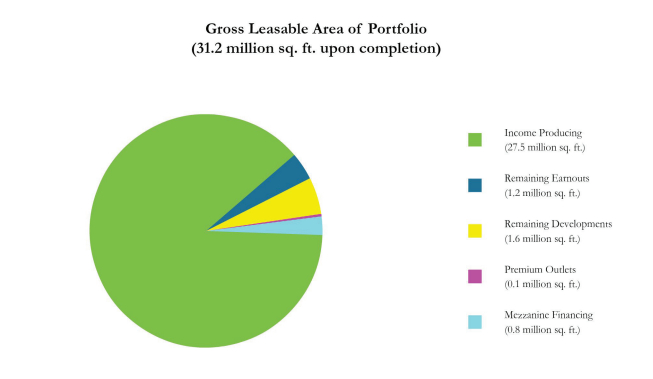 Gross Leasable Area of Portfolio
(31.2 million sq. ft. upon completion)
Income Producing
(27.5 million sq. ft.)
Remaining Earnouts
(1.2 million sq. ft.)
Remaining Developments
(1.6 million sq. ft.)
Premium Outlets
(0.1 million sq. ft.)
Mezzanine Financing
(0.8 million sq. ft.)